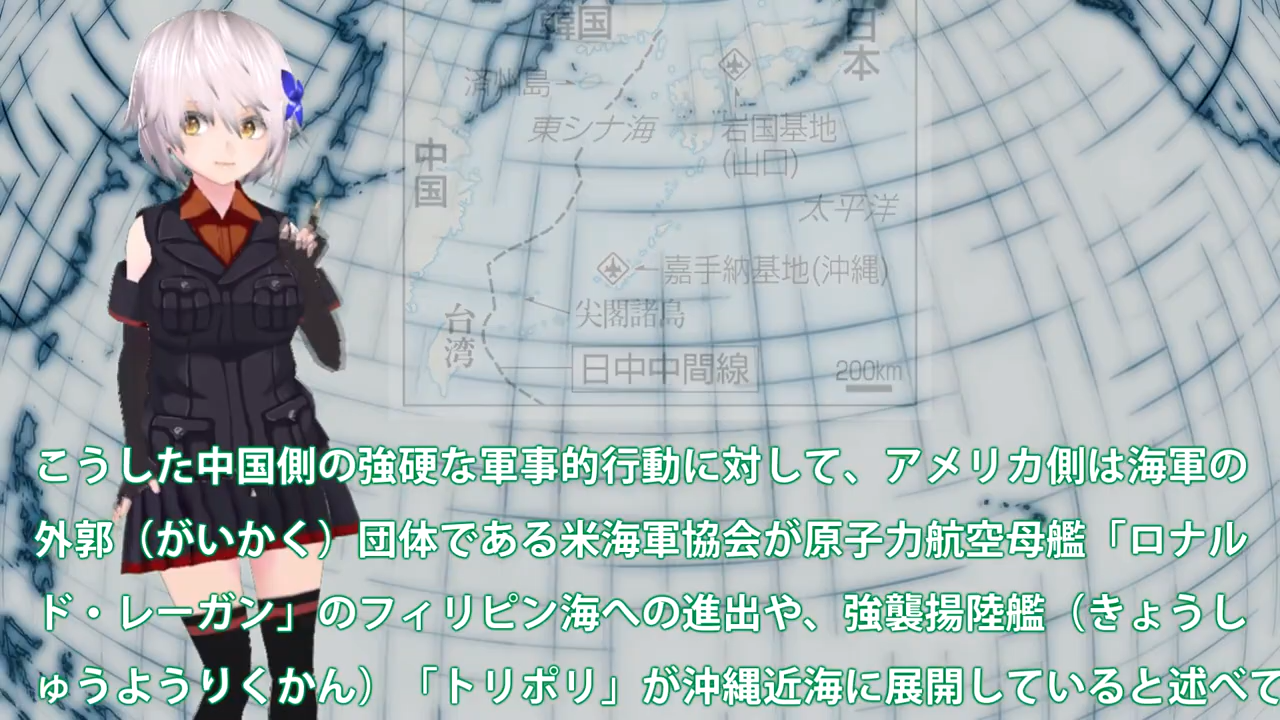 韓国
日本
済州島
東シナ海
岩国基地
(山口)
中国
太平洋
嘉手納基地(沖縄)
尖閣諸島
台湾
日中中間線
200km
こうした中国側の強硬な軍事的行動に対して、アメリカ側は海軍の
外郭（がいかく）団体である米海軍協会が原子力航空母艦「ロナル
ド・レーガン」のフィリピン海への進出や、強襲揚陸艦（きょうし
ゅうようりくかん）「トリポリ」が沖縄近海に展開していると述べて